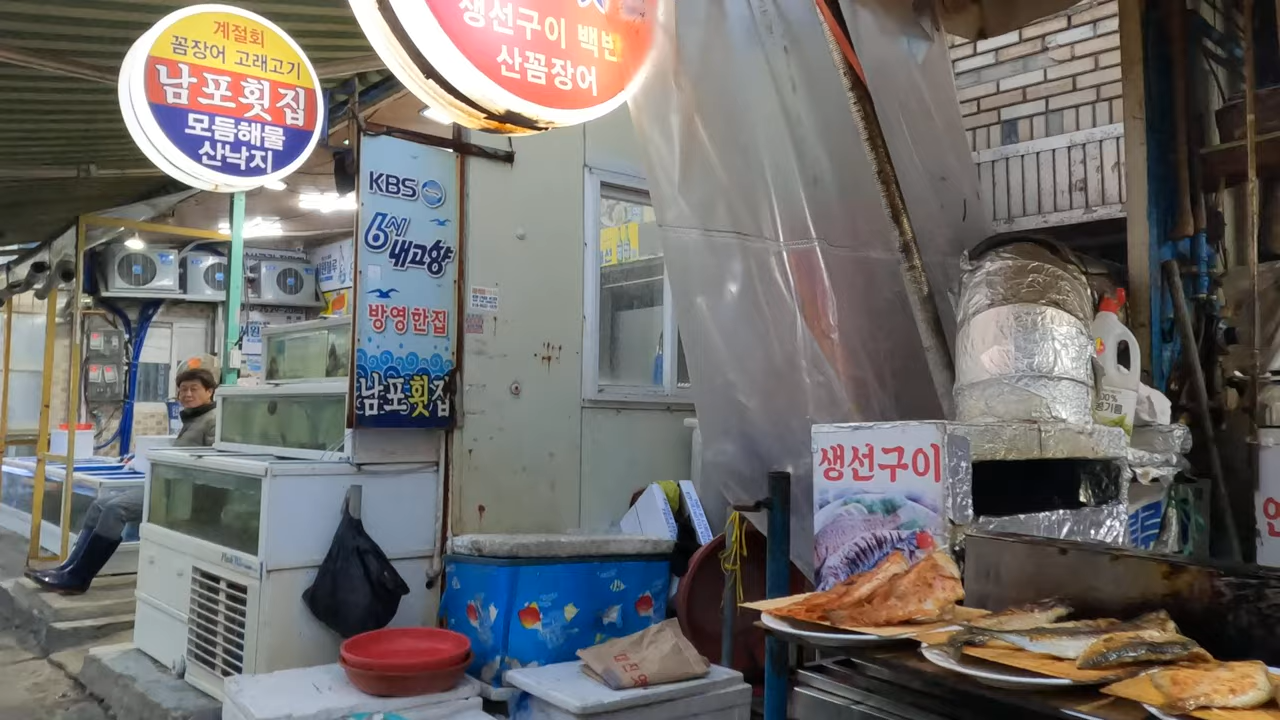 계절회
꼼장어 고래고기
남포횟집
모듬해물
산낙지
생선구이 백반
산꼼장어
KBS
6시
내고향
방영한집
남포횟집
생선구이
100%